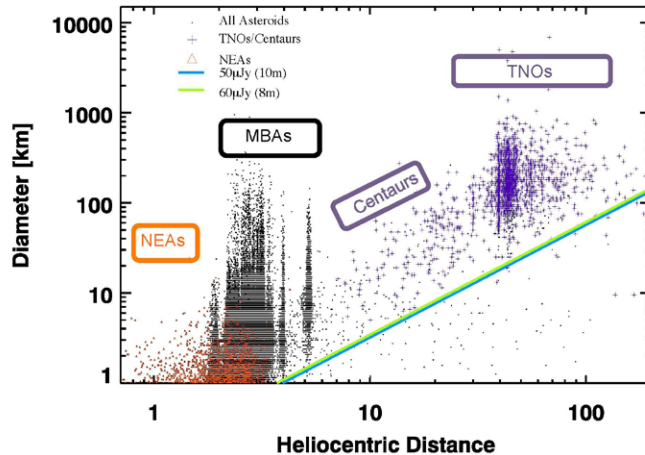 10000
1000
100
10
1
Diameter [km]
All Asteroids
TNOs/Centaurs
NEAs
50µJy (10m)
60µJy (8m)
TNOs
MBAs
Centaurs
NEAs
1
10
100
Heliocentric Distance